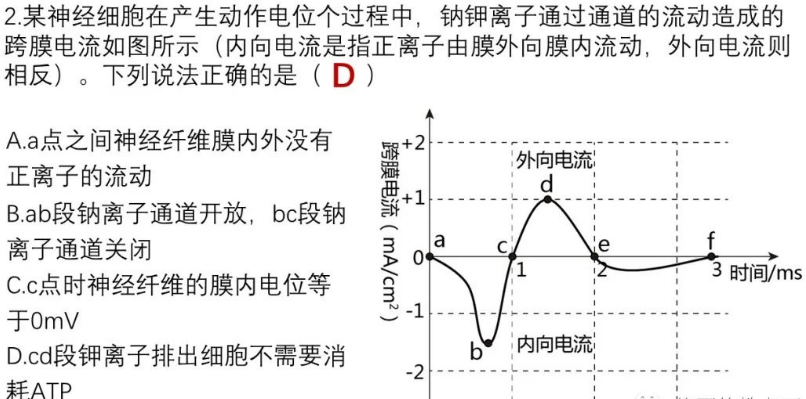 2.某神经细胞在产生动作电位个过程中，钠钾离子通过通道的流动造成的
跨膜电流如图所示（内向电流是指正离子由膜外向膜内流动，外向电流则
相反）。下列说法正确的是（ D ）
A.a点之间神经纤维膜内外没有
正离子的流动
B.ab段钠离子通道开放，bc段钠
离子通道关闭
C.c点时神经纤维的膜内电位等
于0mV
D.cd段钾离子排出细胞不需要消
耗ATP
跨膜电流（mA/cm²）
+2
外向电流
d
+1
a
c
e
f
0
1
2
3
时间/ms
-1
b
内向电流
-2